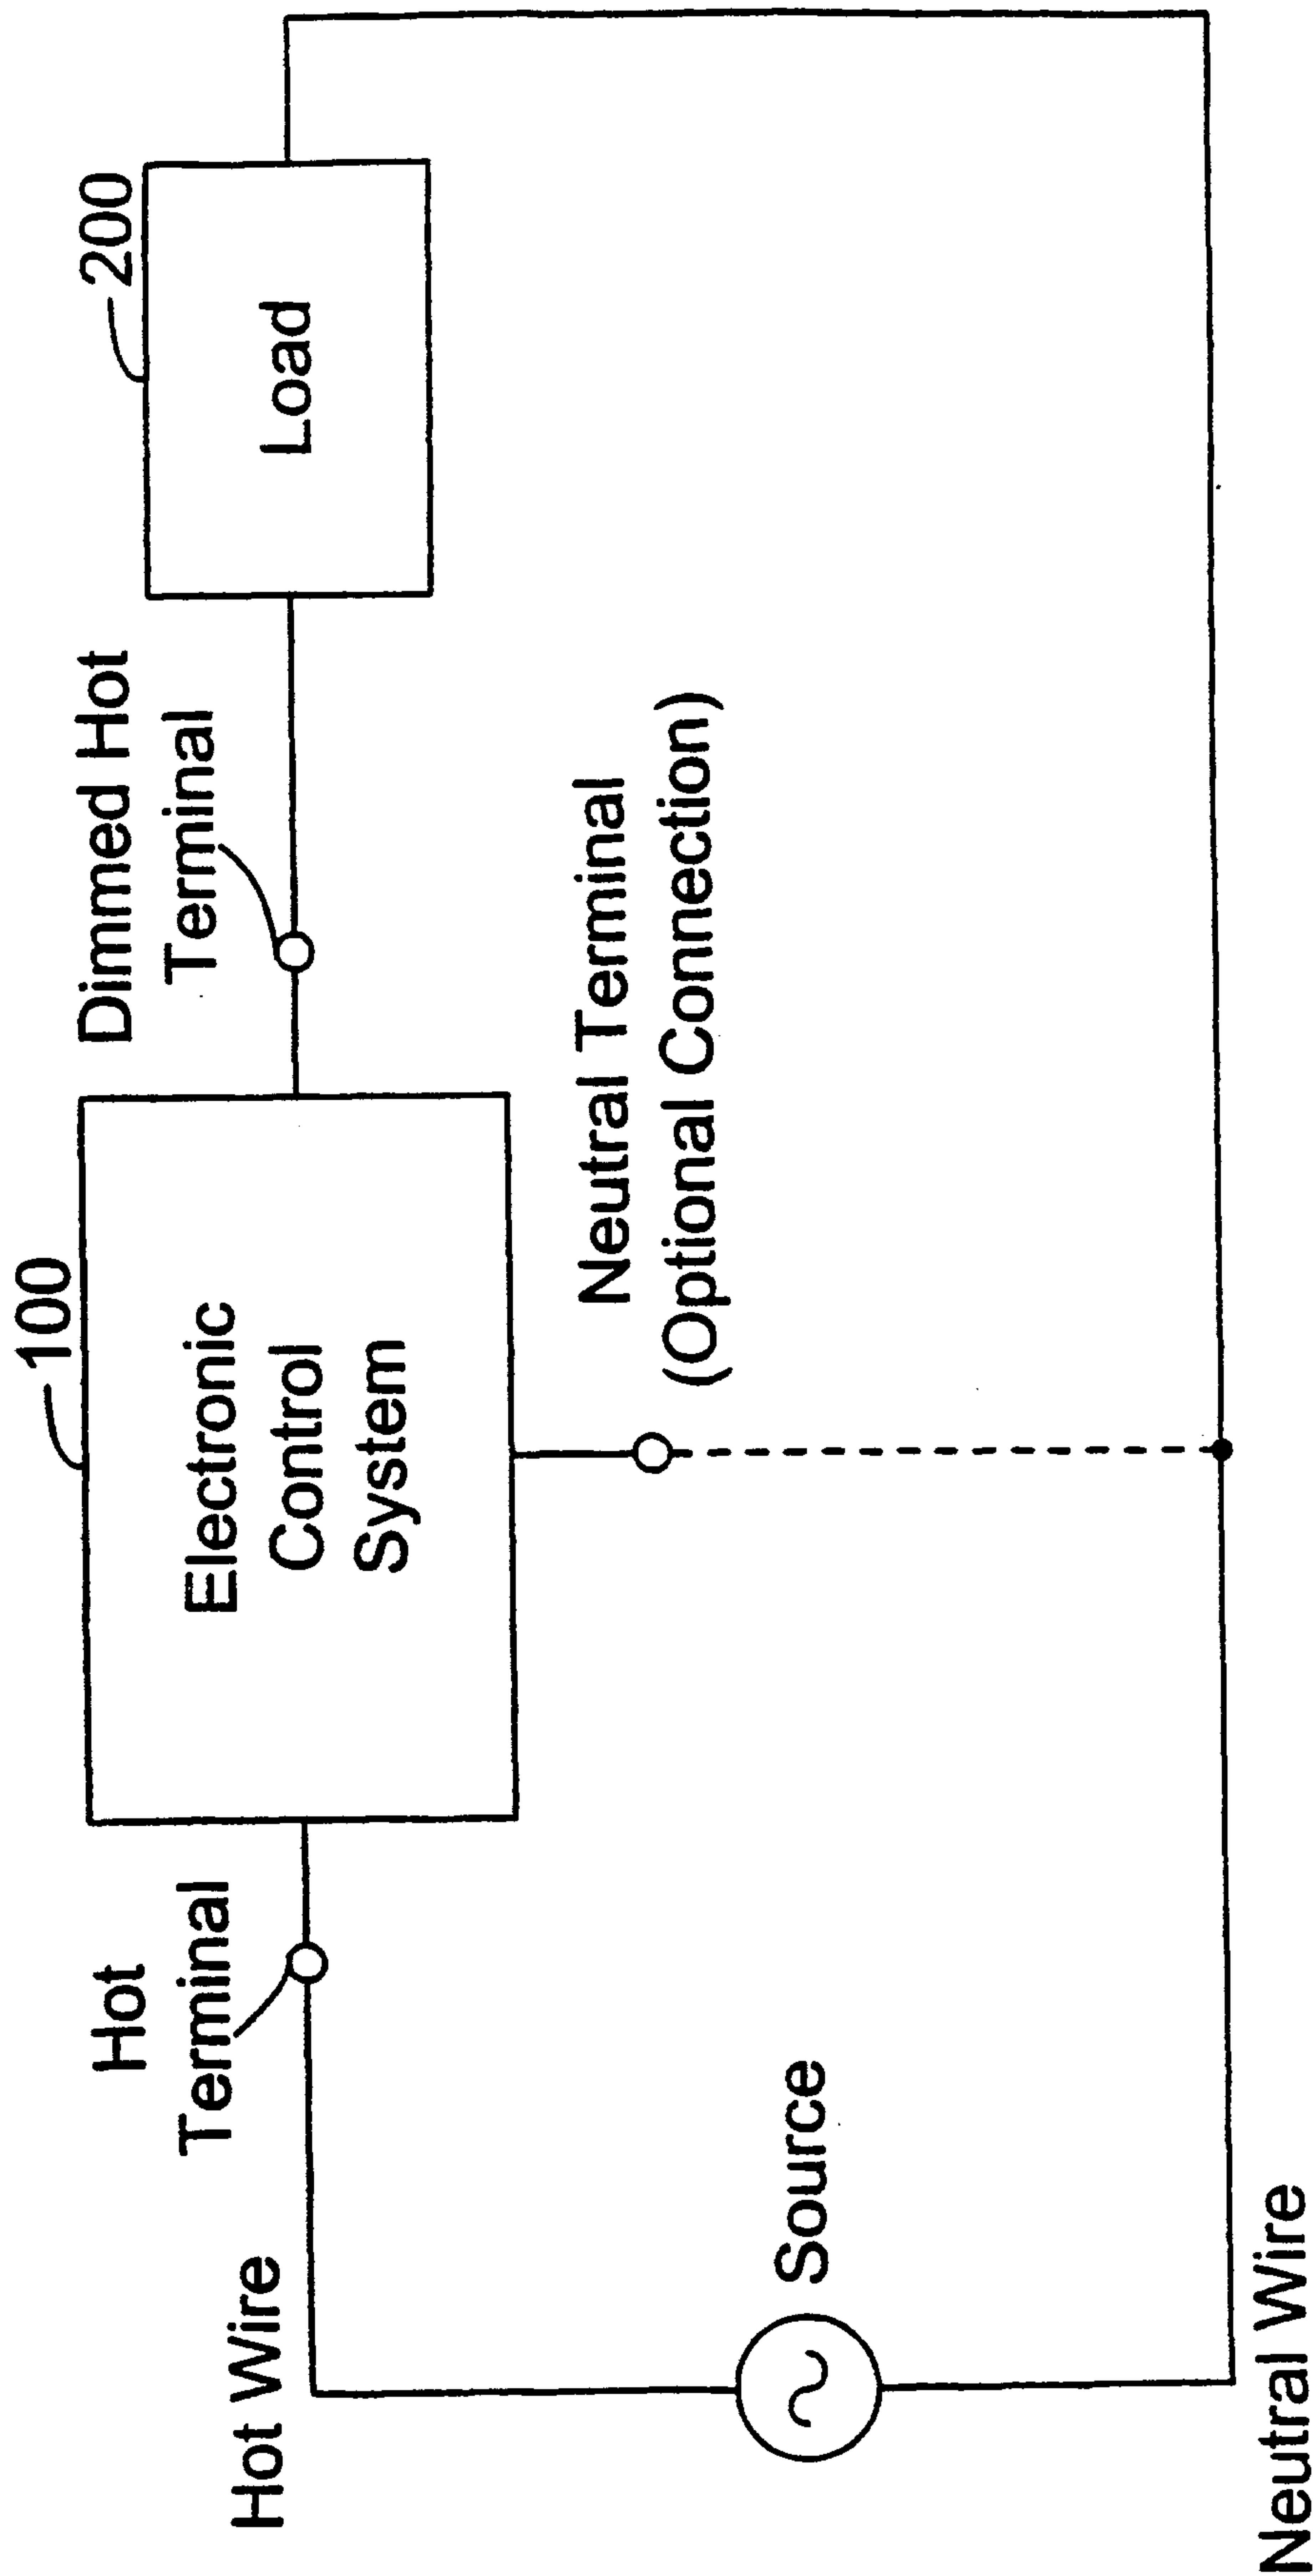 100
Electronic
Control
System
200
Load
Dimmed Hot
Terminal
Hot
Terminal
Hot Wire
Neutral Terminal
(Optional Connection)
Source
Neutral Wire